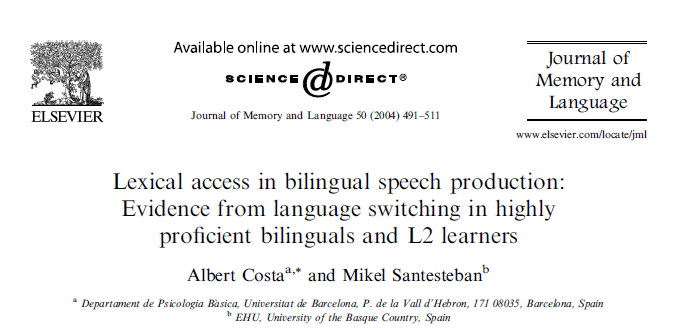 ELSEVIER
Available online at www.sciencedirect.com
SCIENCE DIRECT®
Journal of Memory and Language 50 (2004) 491–511
Journal of
Memory and
Language
www.elsevier.com/locate/jml
Lexical access in bilingual speech production:
Evidence from language switching in highly
proficient bilinguals and L2 learners
Albert Costaa,* and Mikel Santestebanb
a Departament de Psicologia Bàsica, Universitat de Barcelona, P. de la Vall d'Hebron, 171 08035, Barcelona, Spain
b EHU, University of the Basque Country, Spain